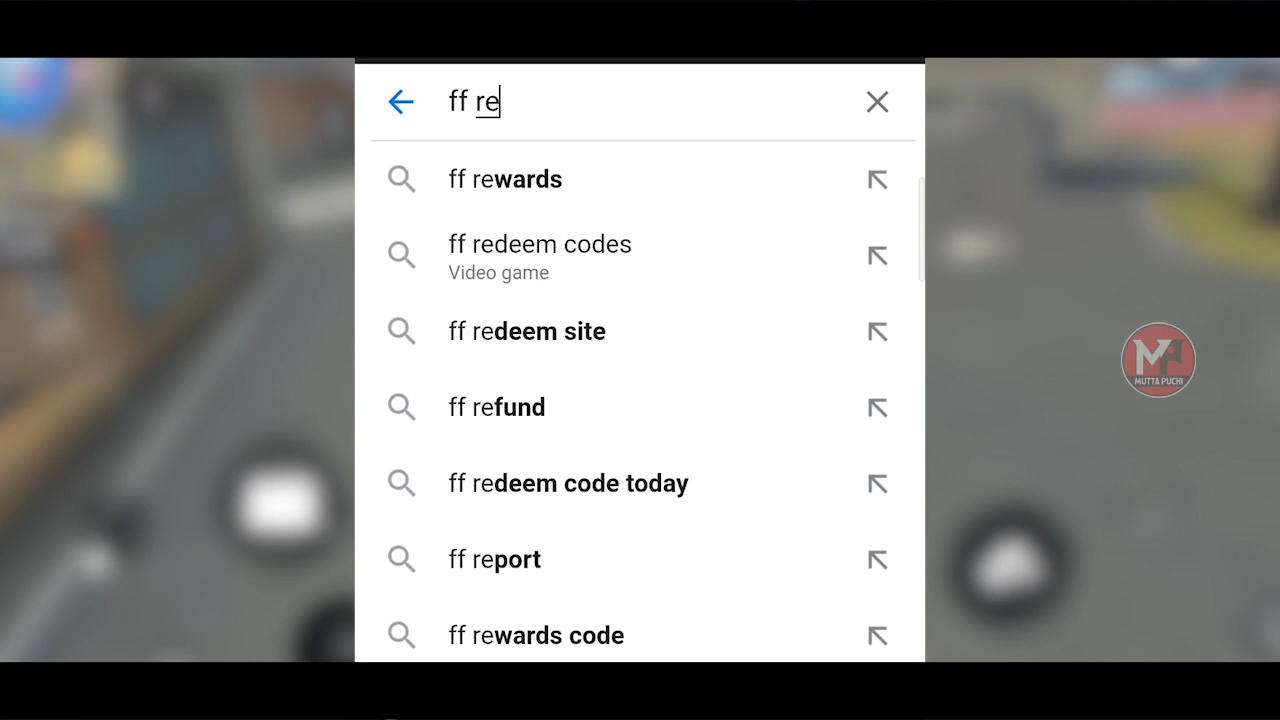 ff re
ff rewards
ff redeem codes
Video game
ff redeem site
ff refund
ff redeem code today
ff report
ff rewards code
MP
MUTTA PUCHI